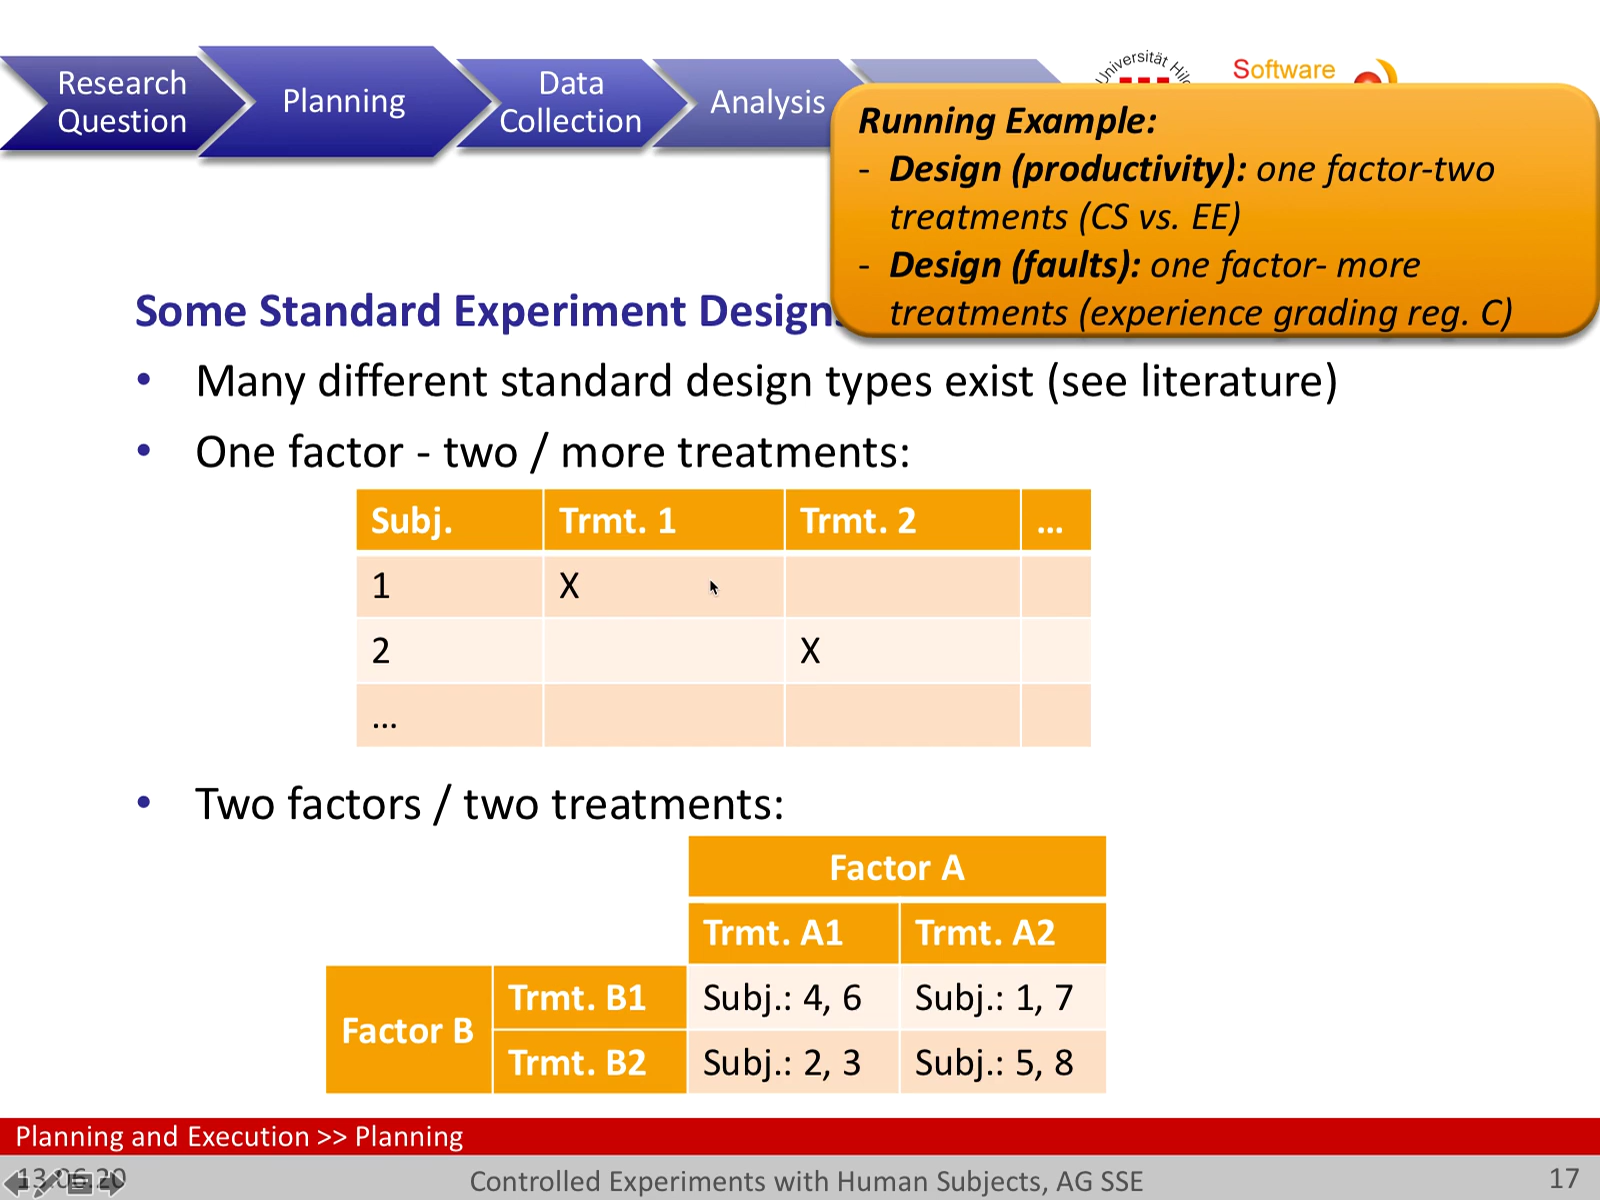 Research
Question
Planning
Data
Collection
Analysis
Universität Hil
Software
Running Example:
- Design (productivity): one factor-two
treatments (CS vs. EE)
- Design (faults): one factor- more
treatments (experience grading reg. C)
Some Standard Experiment Designs
• Many different standard design types exist (see literature)
• One factor - two / more treatments:
Subj. Trmt. 1 Trmt. 2 ...
1 X
2 X
...
• Two factors / two treatments:
Factor A
Trmt. A1 Trmt. A2
Factor B
Trmt. B1 Subj.: 4, 6 Subj.: 1, 7
Trmt. B2 Subj.: 2, 3 Subj.: 5, 8
Planning and Execution >> Planning
13.06.20 Controlled Experiments with Human Subjects, AG SSE 17